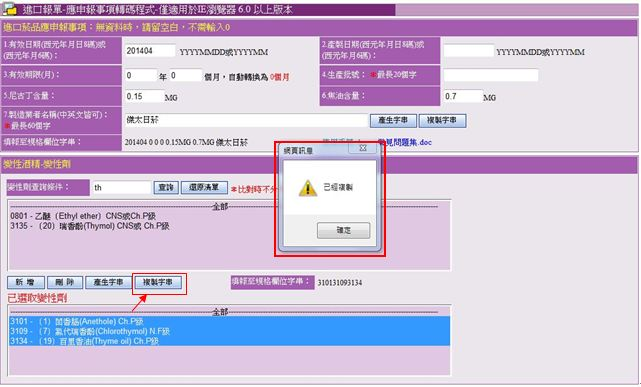 進口報單-應申報事項轉碼程式-僅適用於IE瀏覽器 6.0 以上版本
進口菸品應申報事項：無資料時，請留空白，不需輸入0
1.有效日期(西元年月日8碼)或(西元年月6碼)： 201404 YYYYMMDD或YYYYMM
2.產製日期(西元年月日8碼)或(西元年月6碼)： YYYYMMDD或YYYYMM
3.有效期限(月)： 0 年 0 個月，自動轉換為 0個月
4.生產批號： ＊最長20個字
5.尼古丁含量： 0.15 MG
6.焦油含量： 0.7 MG
7.製造業者名稱(中英文皆可)： ＊最長60個字 儂太日菸 產生字串 複製字串
填報至規格欄位字串： 201404 0 0 0 0.15MG 0.7MG 儂太日菸
見問題集.doc
變性酒精-變性劑
變性劑查詢條件： th 查詢 還原清單 ＊比對時不分
全部
0801 - 乙醚（Ethyl ether）CNS或Ch.P級
3135 - （20）瑞香酚(Thymol) CNS或 Ch.P級
網頁訊息
已經複製
確定
新 增 刪 除 產生字串 複製字串 填報至規格欄位字串： 310131093134
已選取變性劑
全部
3101 - （1）茴香醚(Anethole) Ch.P級
3109 - （7）氯代瑞香酚(Chlorothymol) N.F級
3134 - （19）百里香油(Thyme oil) Ch.P級